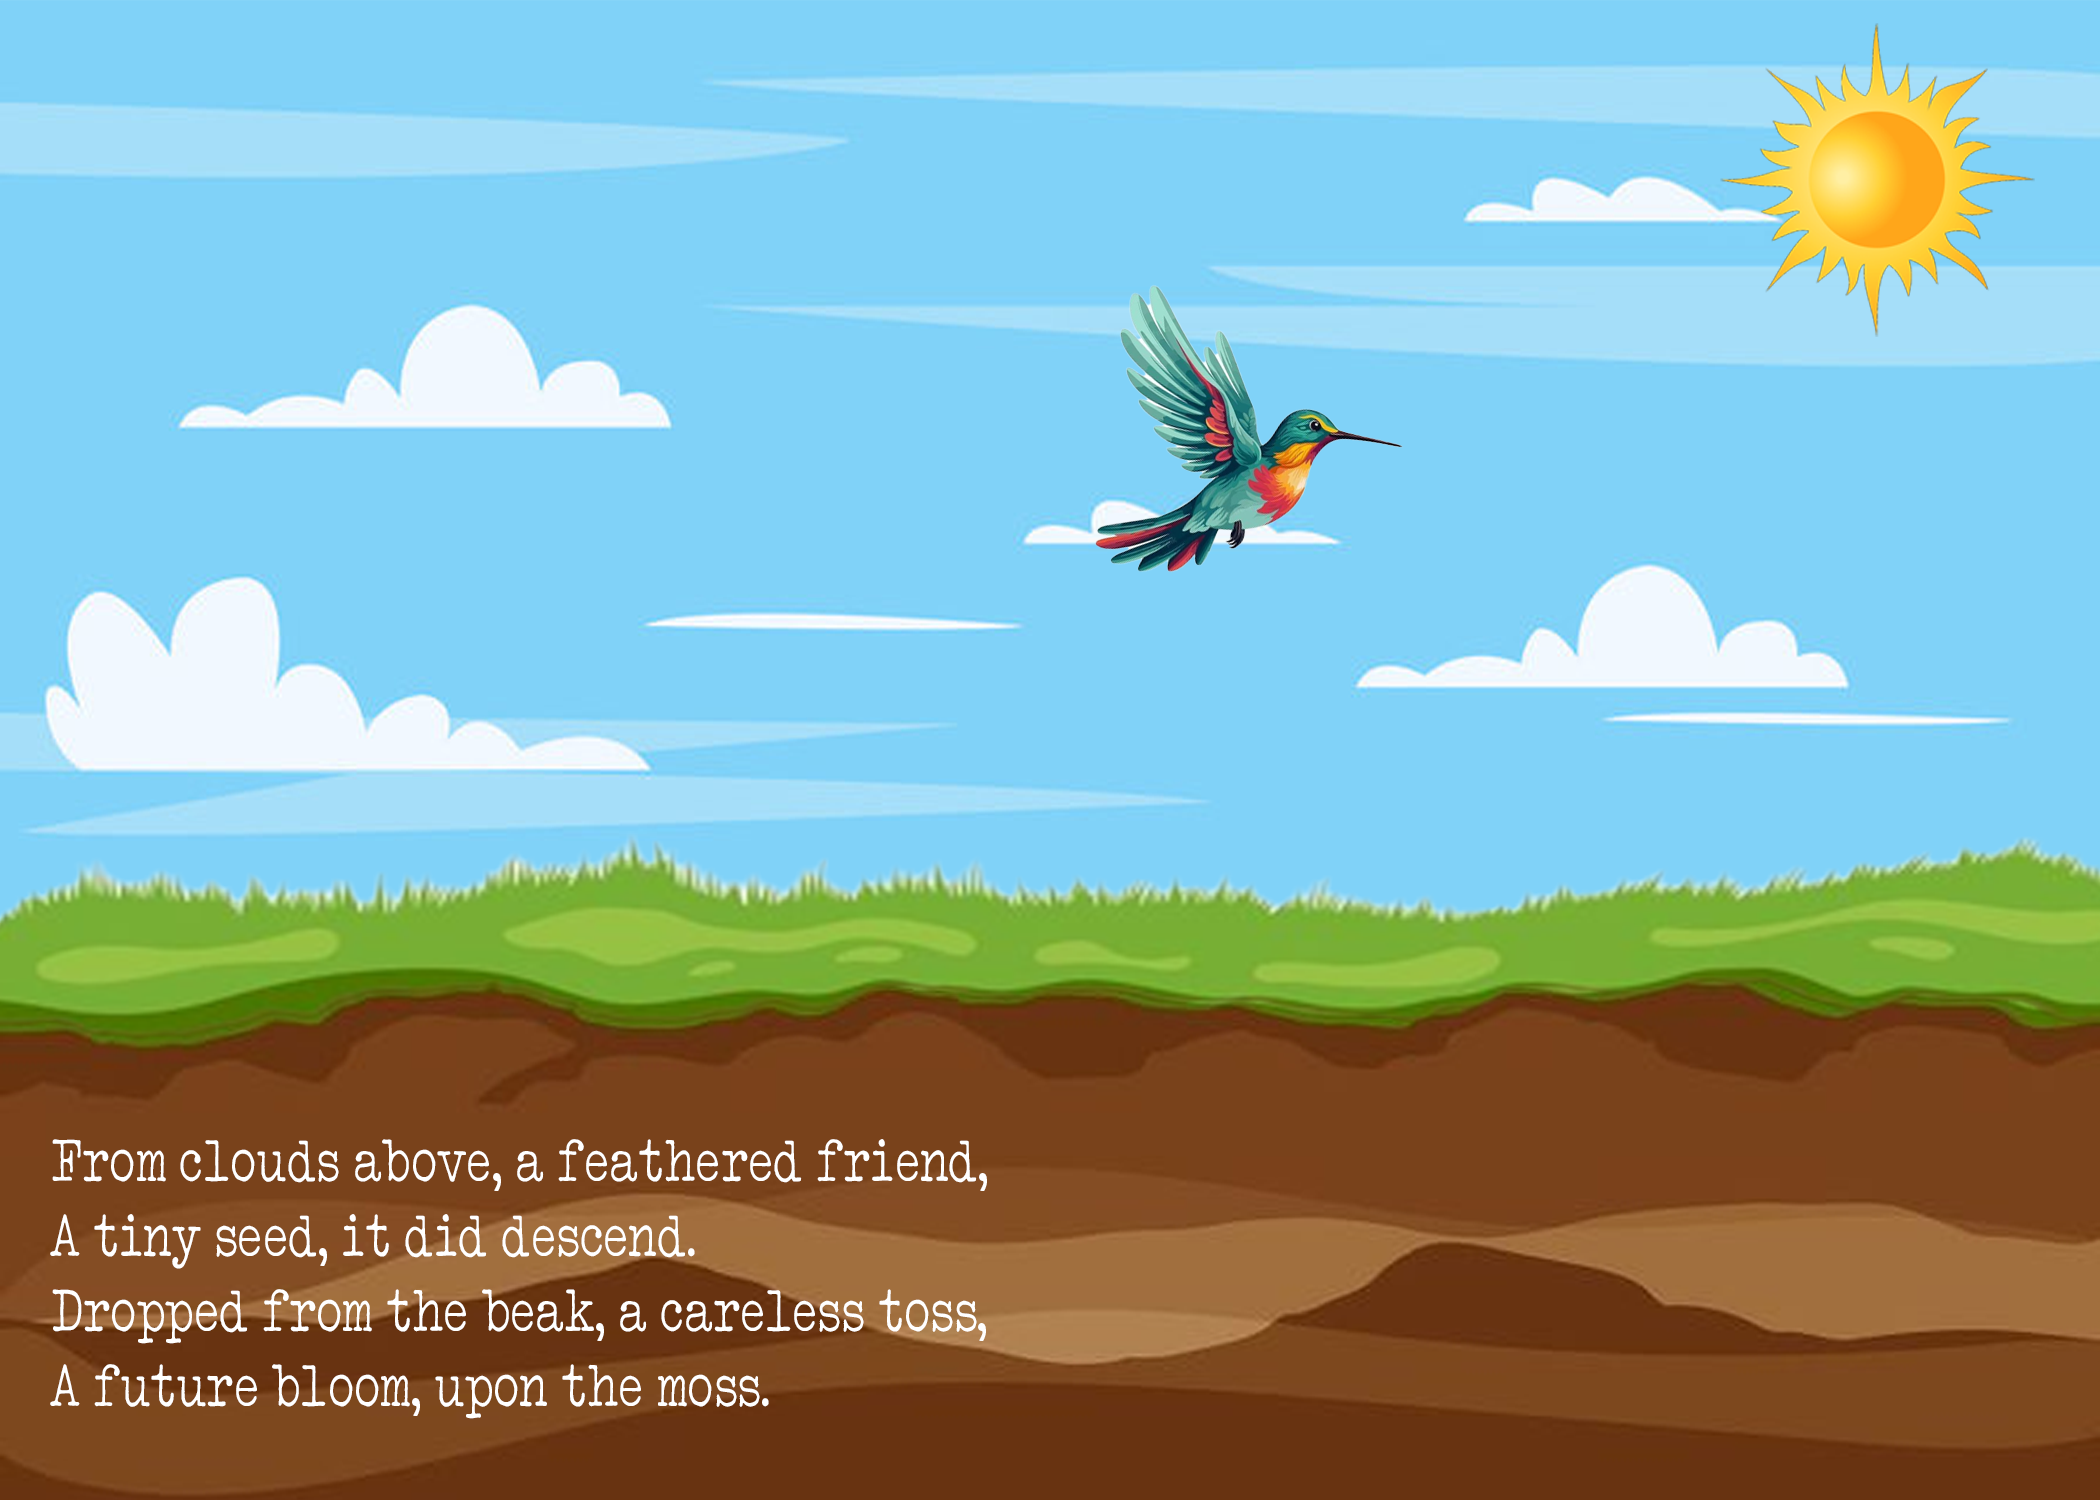 From clouds above, a feathered friend,
A tiny seed, it did descend.
Dropped from the beak, a careless toss,
A future bloom, upon the moss.